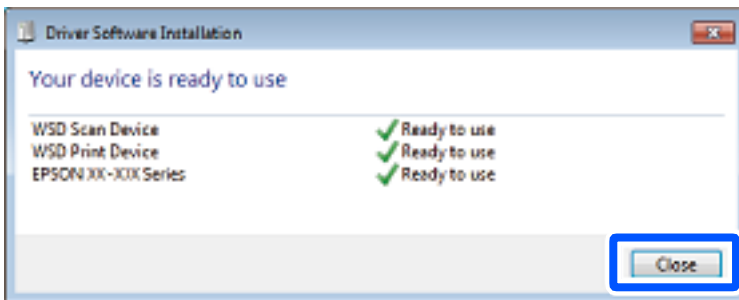 Driver Software Installation
Your device is ready to use
WSD Scan Device Ready to use
WSD Print Device Ready to use
EPSON XX-XXX Series Ready to use
Close